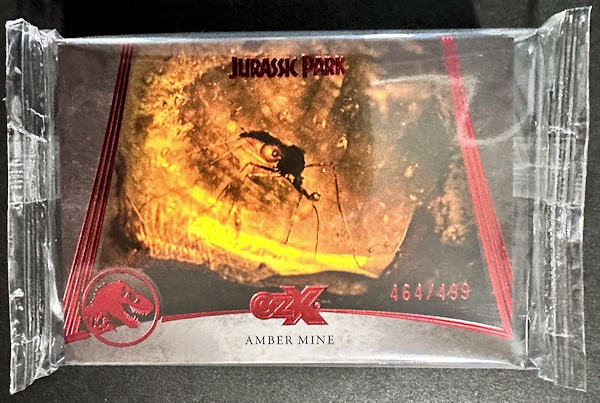 JURASSIC PARK
464/499
CZX
AMBER MINE